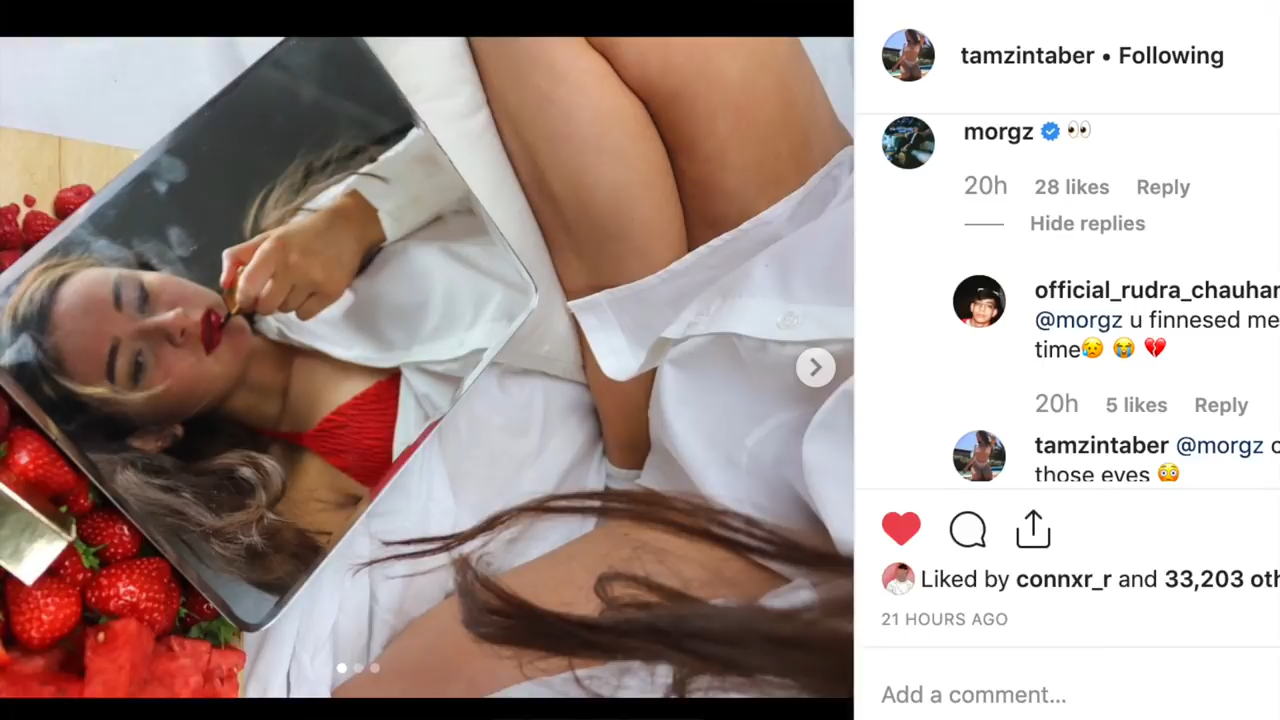 tamzintaber • Following
morgz 👀
20h 28 likes Reply
Hide replies
official_rudra_chauhan
@morgz u finnesed me
time😥 😭 💔
20h 5 likes Reply
tamzintaber @morgz
those eyes 😳
Liked by connxr_r and 33,203
21 HOURS AGO
Add a comment...